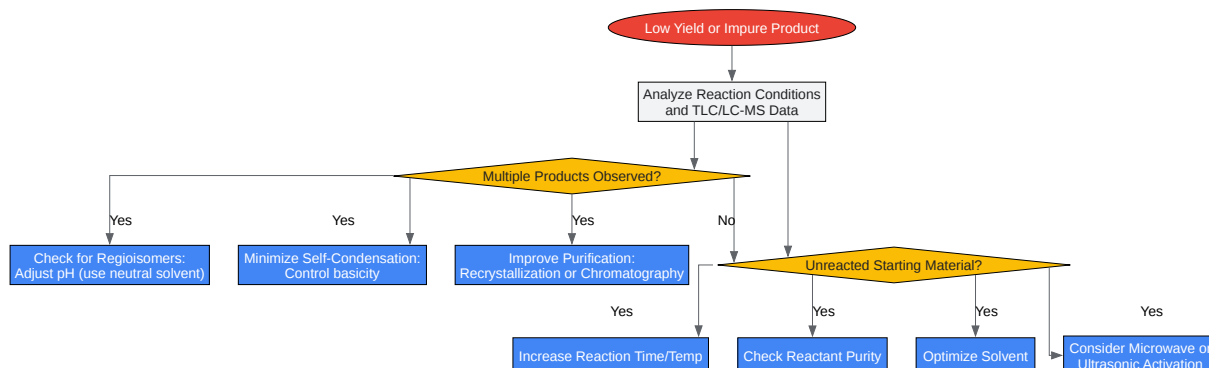 Low Yield or Impure Product
Analyze Reaction Conditions
and TLC/LC-MS Data
Multiple Products Observed?
Yes
Yes
Yes
No
Check for Regioisomers:
Adjust pH (use neutral solvent)
Minimize Self-Condensation:
Control basicity
Improve Purification:
Recrystallization or Chromatography
Unreacted Starting Material?
Yes
Yes
Yes
Yes
Increase Reaction Time/Temp
Check Reactant Purity
Optimize Solvent
Consider Microwave or
Ultrasonic Activation